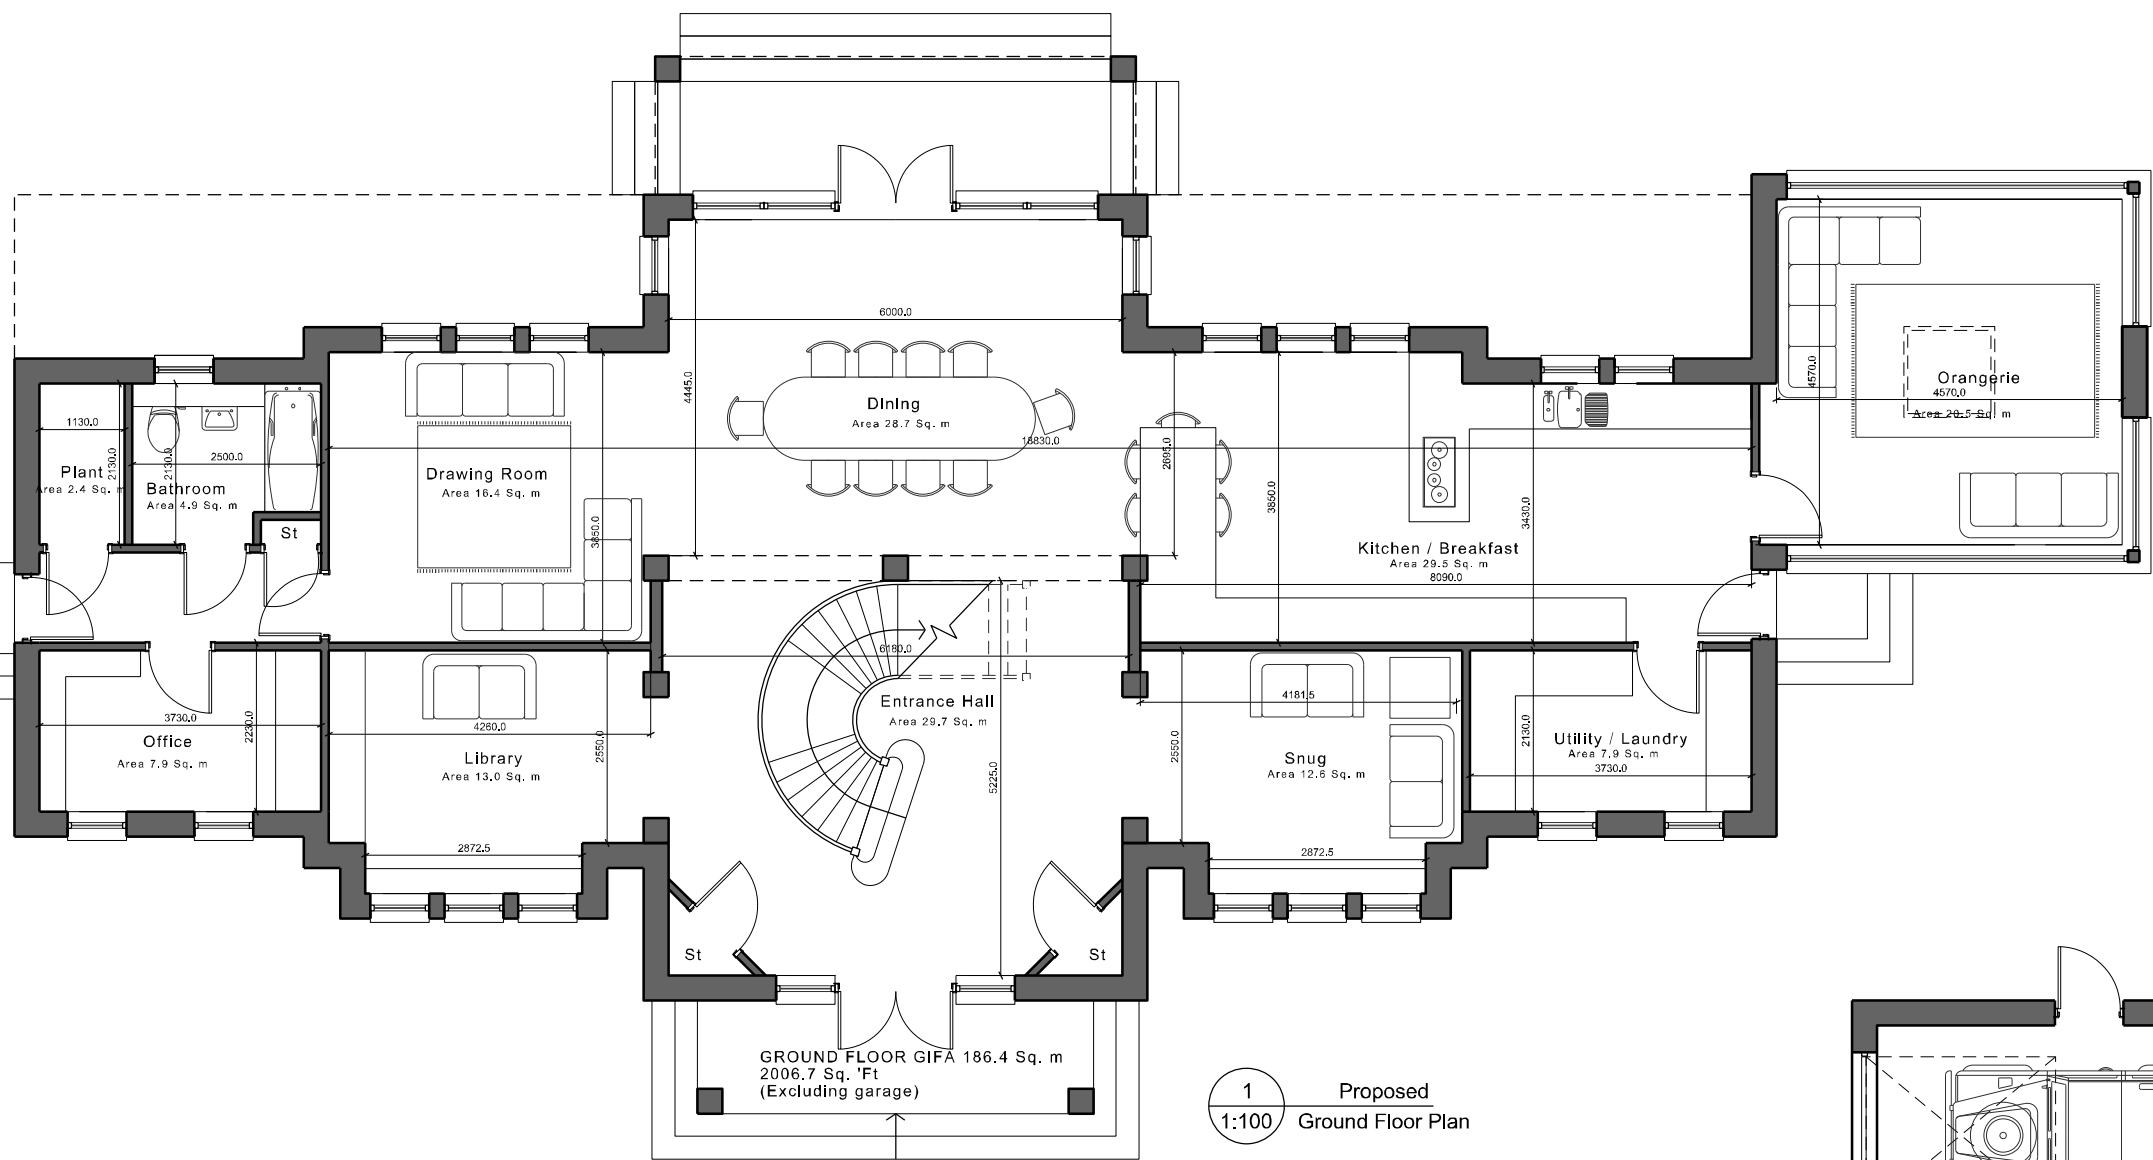 6000.0
4445.0
Dining
Area 28.7 Sq. m
18830.0
2695.0
Orangerie
4570.0
4570.0
Area 20.5 Sq. m
1130.0
2130.0
Plant
Area 2.4 Sq. m
2500.0
2130.0
Bathroom
Area 4.9 Sq. m
St
Drawing Room
Area 16.4 Sq. m
3850.0
3850.0
3430.0
Kitchen / Breakfast
Area 29.5 Sq. m
8090.0
6180.0
Entrance Hall
Area 29.7 Sq. m
5225.0
3730.0
2230.0
Office
Area 7.9 Sq. m
4260.0
2550.0
Library
Area 13.0 Sq. m
2872.5
4181.5
2550.0
Snug
Area 12.6 Sq. m
2872.5
2130.0
Utility / Laundry
Area 7.9 Sq. m
3730.0
St
St
GROUND FLOOR GIFA 186.4 Sq. m
2006.7 Sq. 'Ft
(Excluding garage)
1
1:100
Proposed
Ground Floor Plan